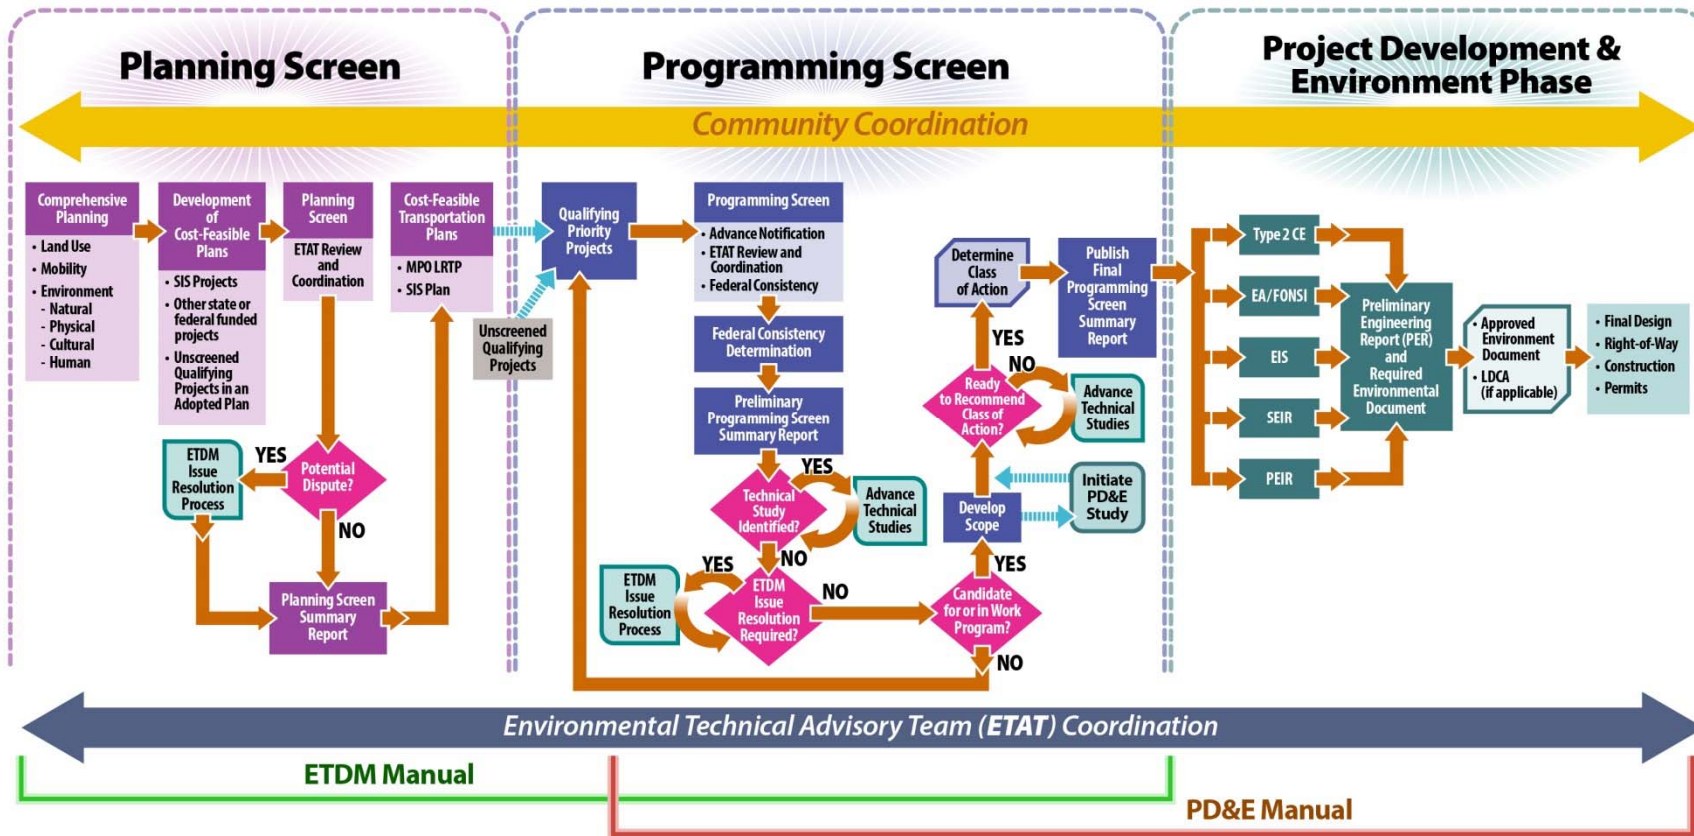 Planning Screen
Programming Screen
Project Development &
Environment Phase
Community Coordination
Comprehensive
Planning
• Land Use
• Mobility
• Environment
- Natural
- Physical
- Cultural
- Human
Development
of
Cost-Feasible
Plans
• SIS Projects
• Other state or
federal funded
projects
• Unscreened
Qualifying
Projects in an
Adopted Plan
Planning
Screen
ETAT Review
and
Coordination
Cost-Feasible
Transportation
Plans
• MPO LRTP
• SIS Plan
Potential
Dispute?
YES
NO
ETDM
Issue
Resolution
Process
Planning Screen
Summary
Report
Qualifying
Priority
Projects
Unscreened
Qualifying
Projects
Programming Screen
• Advance Notification
• ETAT Review and
Coordination
• Federal Consistency
Federal Consistency
Determination
Preliminary
Programming Screen
Summary Report
Technical
Study
Identified?
YES
NO
Advance
Technical
Studies
ETDM
Issue
Resolution
Required?
YES
NO
ETDM
Issue
Resolution
Process
Candidate
for or in Work
Program?
YES
NO
Develop
Scope
Initiate
PD&E
Study
Ready
to Recommend
Class of
Action?
YES
NO
Advance
Technical
Studies
Determine
Class
of Action
Publish
Final
Programming
Screen
Summary
Report
Type 2 CE
EA/FONSI
EIS
SEIR
PEIR
Preliminary
Engineering
Report (PER)
and
Required
Environmental
Document
• Approved
Environment
Document
• LDCA
(if applicable)
• Final Design
• Right-of-Way
• Construction
• Permits
Environmental Technical Advisory Team (ETAT) Coordination
ETDM Manual
PD&E Manual